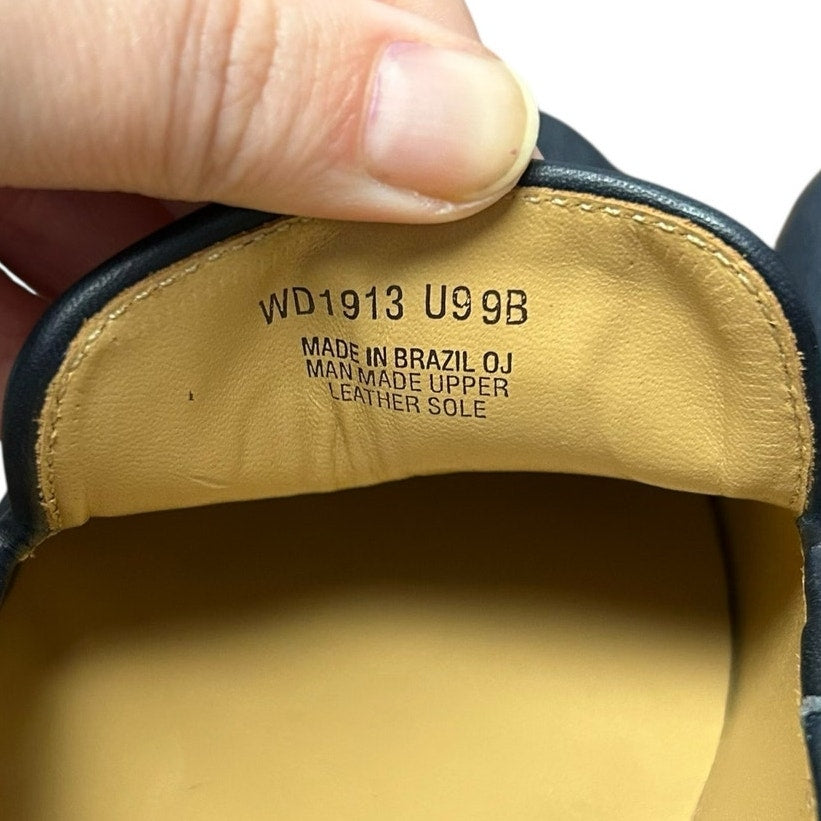 WD1913 U9 9B
MADE IN BRAZIL OJ
MAN MADE UPPER
LEATHER SOLE